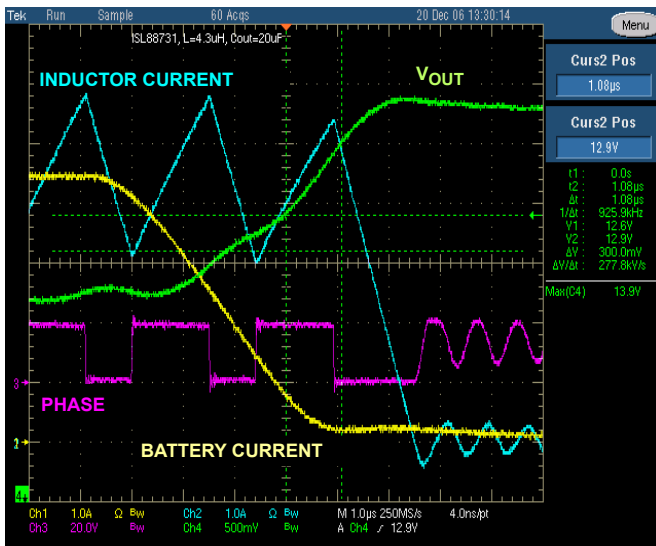 Tek Run Sample 60 Acqs 20 Dec 06 13:30:14
Menu
ISL88731, L=4.3uH, Cout=20uF
INDUCTOR CURRENT
VOUT
Curs2 Pos
1.08µs
Curs2 Pos
12.9V
t1: 0.0s
t2: 1.08µs
Δt: 1.08µs
1/Δt: 925.9kHz
V1: 12.6V
V2: 12.9V
ΔV: 300.0mV
ΔV/Δt: 277.8kV/s
Max(C4) 13.9V
3
PHASE
BATTERY CURRENT
4
Ch1 1.0A Ω Bw Ch2 1.0A Ω Bw M 1.0µs 250MS/s 4.0ns/pt
Ch3 20.0V Bw Ch4 500mV Bw A Ch4 12.9V